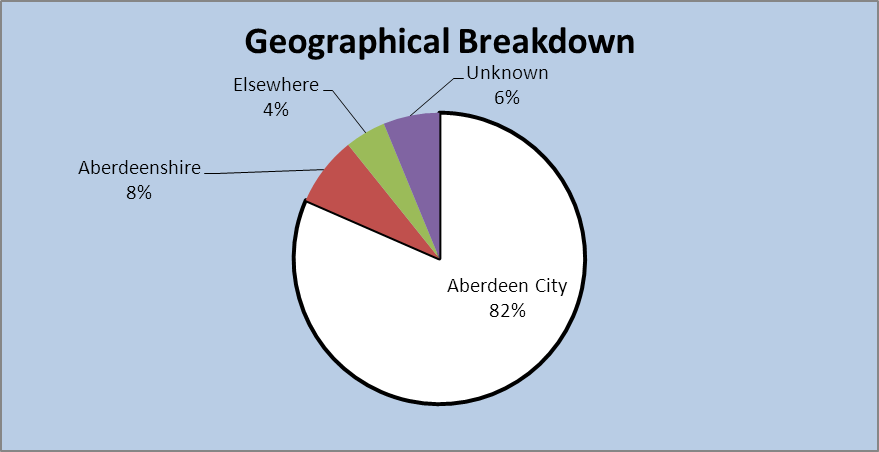 Geographical Breakdown
Unknown
6%
Elsewhere
4%
Aberdeenshire
8%
Aberdeen City
82%